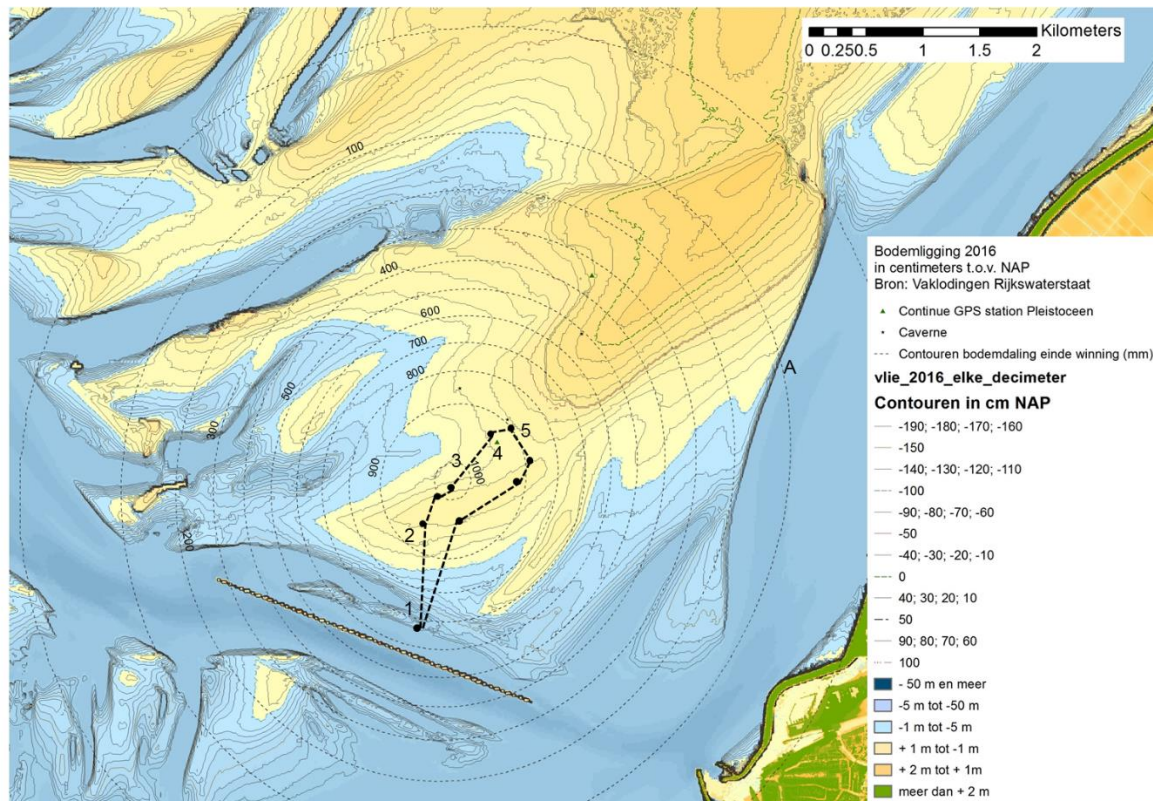 Kilometers
0 0.25 0.5 1 1.5 2
100
400
600
700
800
500
300
900
1000
200
A
1
2
3
4
5
Bodemligging 2016
in centimeters t.o.v. NAP
Bron: Vaklodingen Rijkswaterstaat
Continue GPS station Pleistoceen
Caverne
Contouren bodemdaling einde winning (mm)
vlie_2016_elke_decimeter
Contouren in cm NAP
-190; -180; -170; -160
-150
-140; -130; -120; -110
-100
-90; -80; -70; -60
-50
-40; -30; -20; -10
0
40; 30; 20; 10
50
90; 80; 70; 60
100
- 50 m en meer
-5 m tot -50 m
-1 m tot -5 m
+ 1 m tot -1 m
+ 2 m tot + 1m
meer dan + 2 m